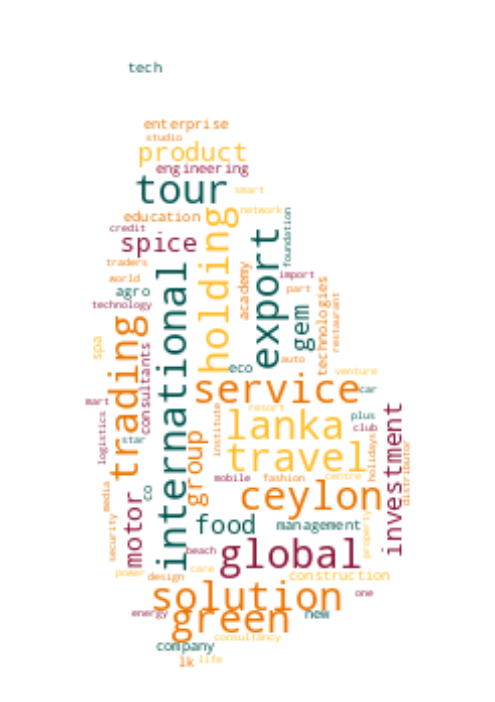 tech
enterprise
studio
product
engineering
tour
smart
holding
network
education
foundation
credit
export
spice
traders
academy
international
import
world
technologies
agro
part
technology
gem
restaurant
trading
spa
consultants
auto
eco
venture
service
car
mart
resort
investment
plus
lanka
club
logistics
star
institute
group
holidays
travel
distributor
mobile
fashion
centre
media
co
motor
ceylon
security
food
management
property
beach
global
power
design
care
construction
solution
one
energy
green
new
consultancy
company
lk
life